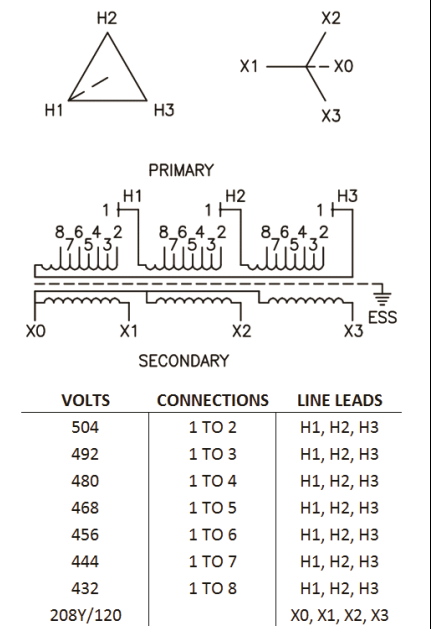 H2
X2
X1
X0
H1
H3
X3
PRIMARY
H1
H2
H3
1
1
1
8 7 6 5 4 3 2
8 7 6 5 4 3 2
8 7 6 5 4 3 2
ESS
X0
X1
X2
X3
SECONDARY
VOLTS CONNECTIONS LINE LEADS
504 1 TO 2 H1, H2, H3
492 1 TO 3 H1, H2, H3
480 1 TO 4 H1, H2, H3
468 1 TO 5 H1, H2, H3
456 1 TO 6 H1, H2, H3
444 1 TO 7 H1, H2, H3
432 1 TO 8 H1, H2, H3
208Y/120 X0, X1, X2, X3